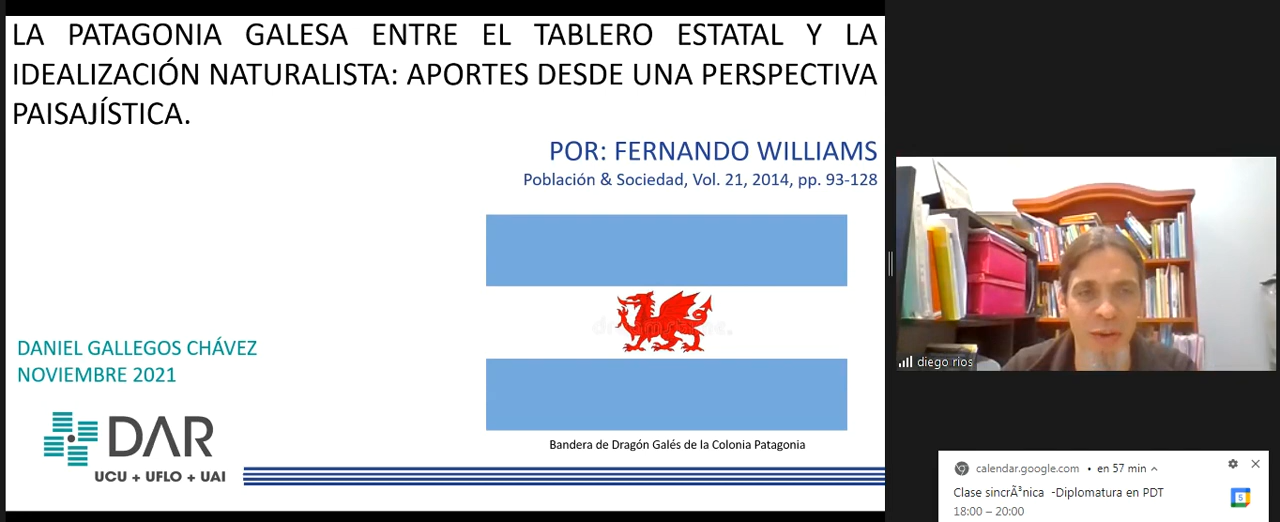 LA PATAGONIA GALESA ENTRE EL TABLERO ESTATAL Y LA
IDEALIZACIÓN NATURALISTA: APORTES DESDE UNA PERSPECTIVA
PAISAJÍSTICA.
POR: FERNANDO WILLIAMS
Población & Sociedad, Vol. 21, 2014, pp. 93-128
DANIEL GALLEGOS CHÁVEZ
NOVIEMBRE 2021
DAR
UCU + UFLO + UAI
Bandera de Dragón Galés de la Colonia Patagonia
diego rios
calendar.google.com • en 57 min
Clase sincrÃ³nica -Diplomatura en PDT
18:00 – 20:00